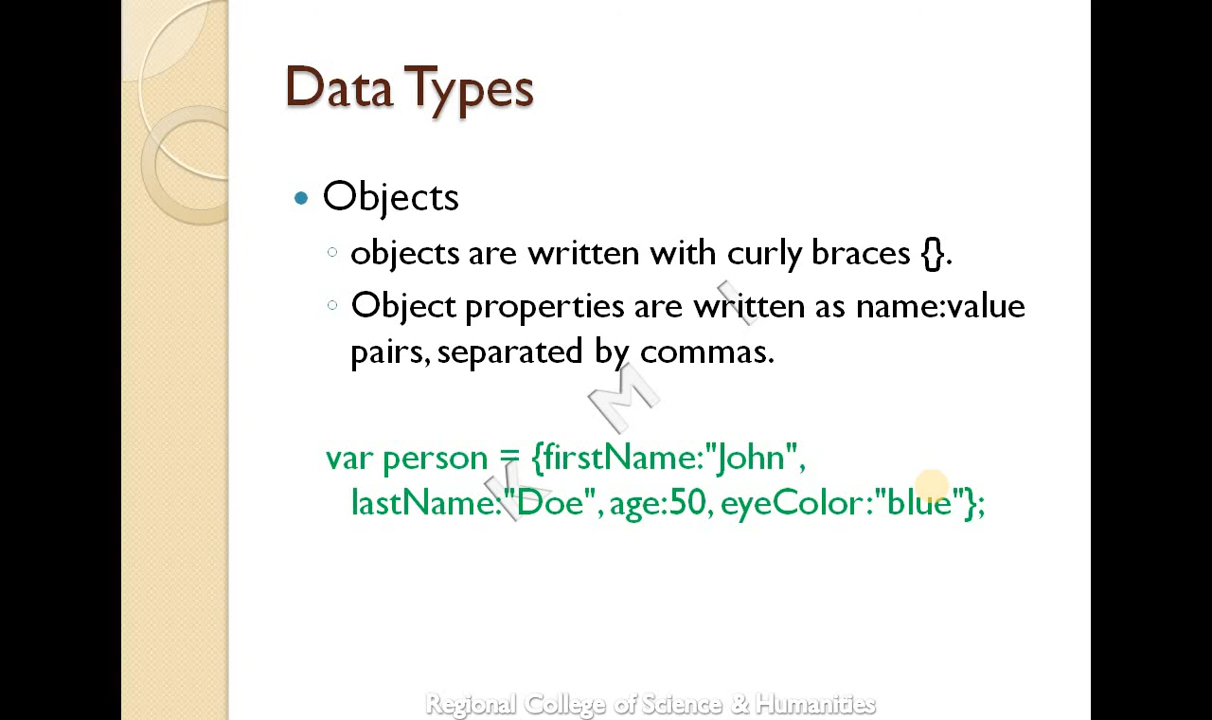 Data Types
Objects
objects are written with curly braces {}.
Object properties are written as name:value
pairs, separated by commas.
var person = {firstName:"John",
lastName:"Doe", age:50, eyeColor:"blue"};
K M I
Regional College of Science & Humanities